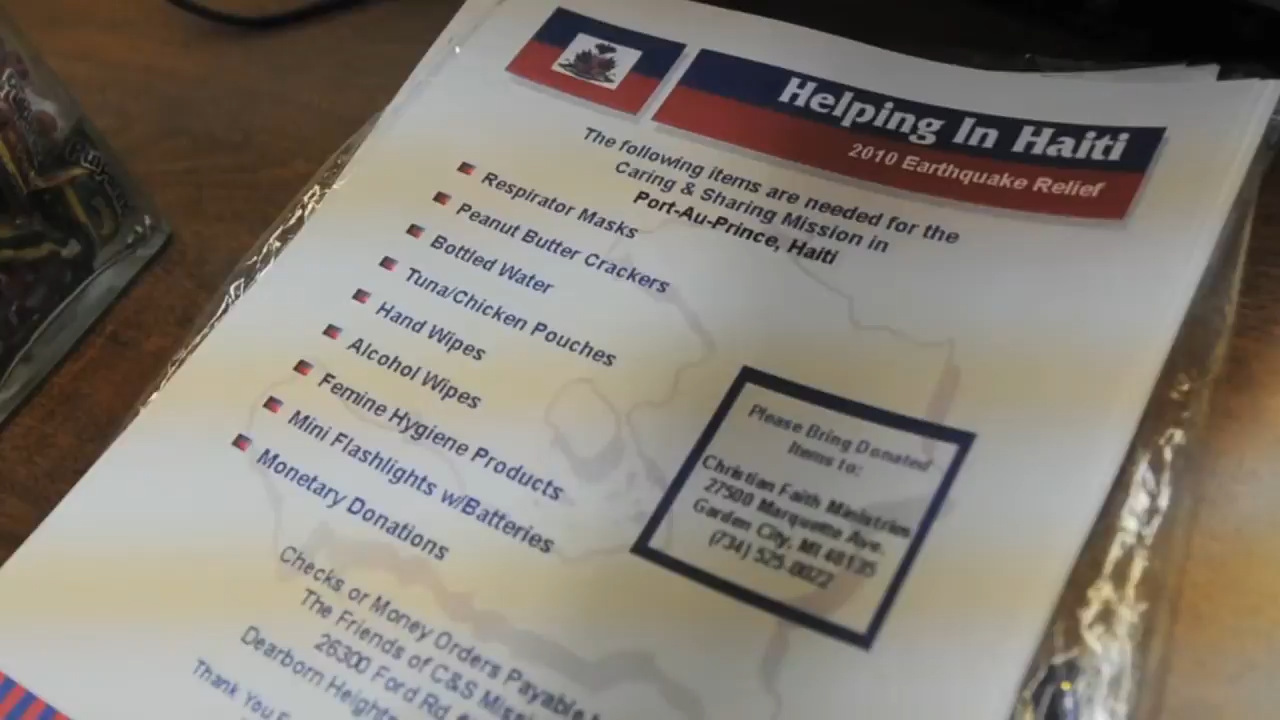 Helping In Haiti
2010 Earthquake Relief
The following items are needed for the
Caring & Sharing Mission in
Port-Au-Prince, Haiti
Respirator Masks
Peanut Butter Crackers
Bottled Water
Tuna/Chicken Pouches
Hand Wipes
Alcohol Wipes
Femine Hygiene Products
Mini Flashlights w/Batteries
Monetary Donations
Please Bring Donated
Items to:
Christian Faith Ministries
27500 Marquette Ave.
Garden City, MI 48135
(734) 525-0022
Checks or Money Orders Payable
The Friends of C&S
26300 Ford Rd.
Dearborn Heights
Thank You